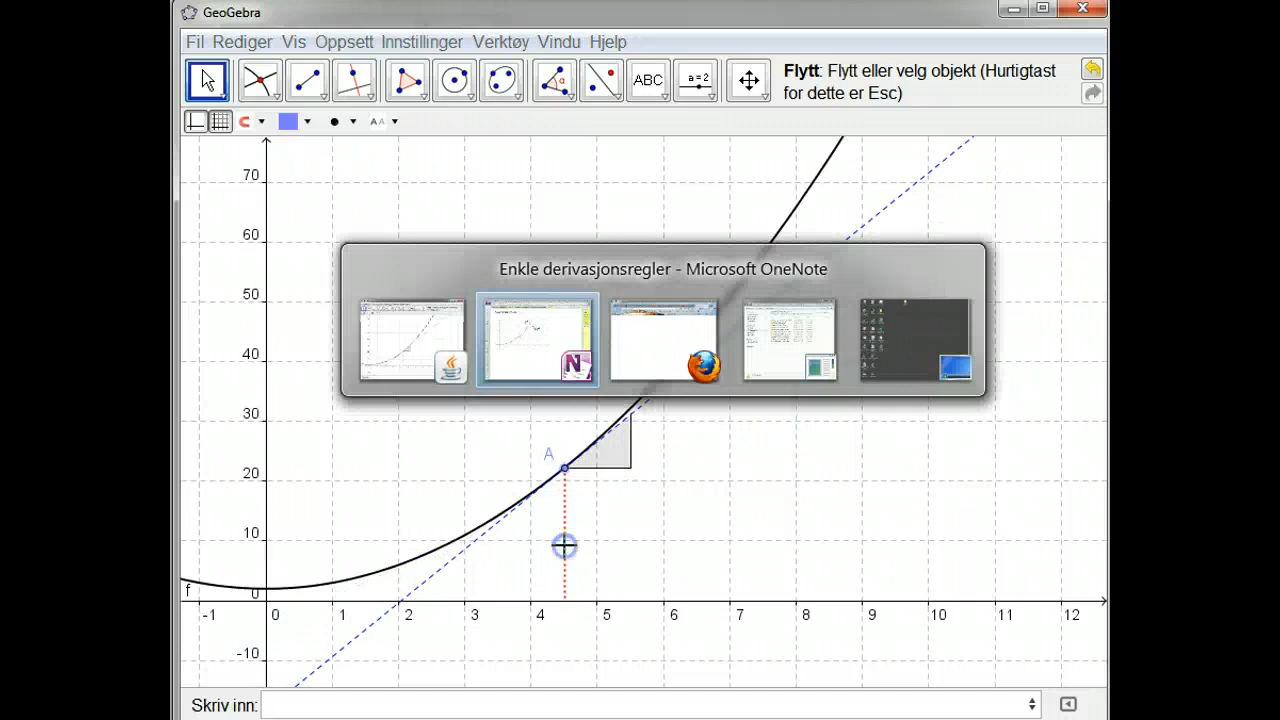 GeoGebra
Fil Rediger Vis Oppsett Innstillinger Verktøy Vindu Hjelp
ABC
a = 2
α
Flytt: Flytt eller velg objekt (Hurtigtast
for dette er Esc)
AA
70
60
50
40
30
20
10
0
-10
Enkle derivasjonsregler - Microsoft OneNote
N
A
f
-1 0 1 2 3 4 5 6 7 8 9 10 11 12
Skriv inn: